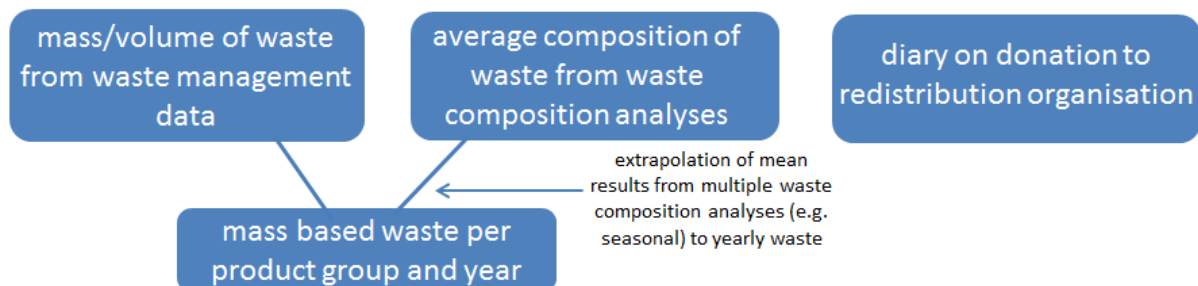 mass/volume of waste
from waste management
data
average composition of
waste from waste
composition analyses
diary on donation to
redistribution organisation
extrapolation of mean
results from multiple waste
composition analyses (e.g.
seasonal) to yearly waste
mass based waste per
product group and year